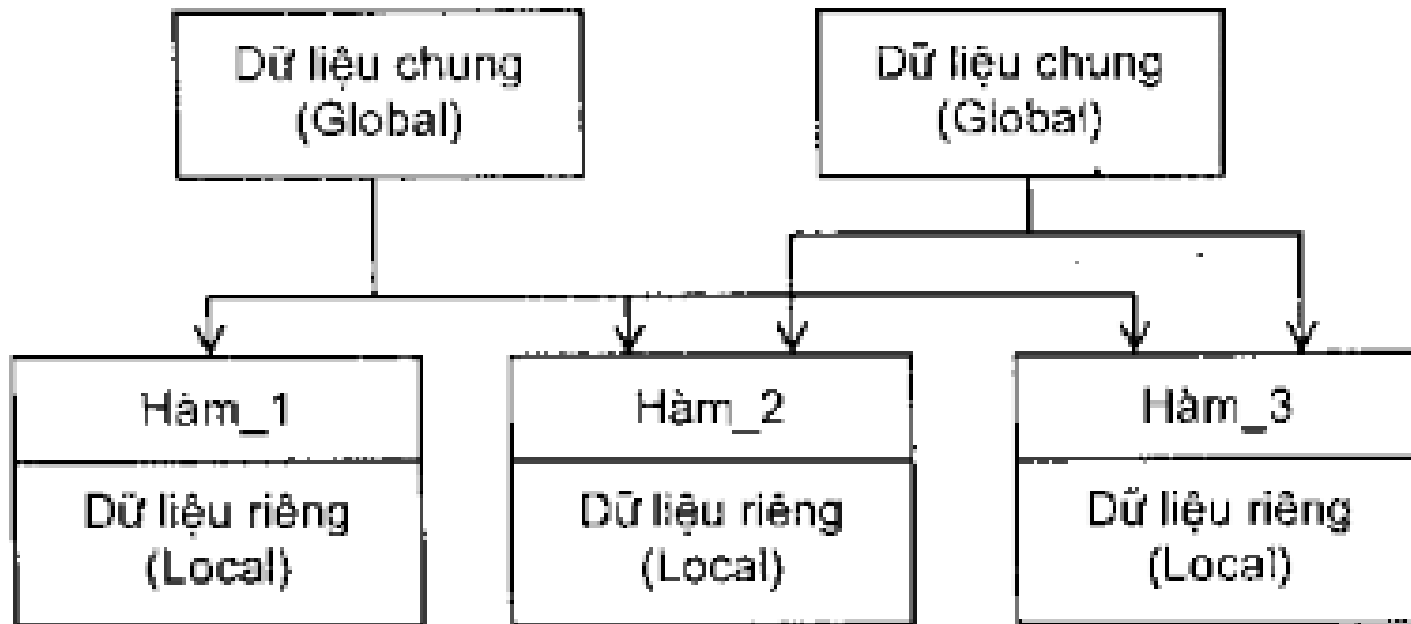 Dữ liệu chung
(Global)
Dữ liệu chung
(Global)
Hàm_1
Hàm_2
Hàm_3
Dữ liệu riêng
(Local)
Dữ liệu riêng
(Local)
Dữ liệu riêng
(Local)